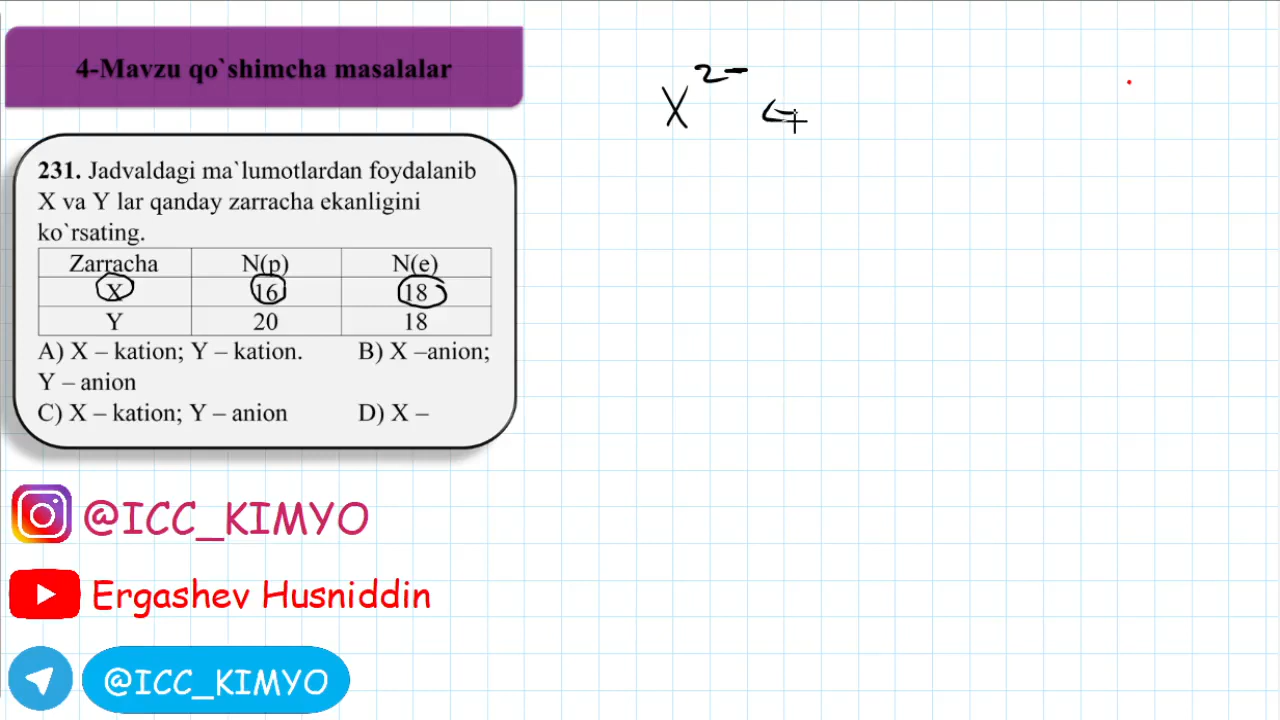 4-Mavzu qo`shimcha masalalar
231. Jadvaldagi ma`lumotlardan foydalanib
X va Y lar qanday zarracha ekanligini
ko`rsating.
Zarracha N(p) N(e)
X 16 18
Y 20 18
A) X – kation; Y – kation. B) X –anion;
Y – anion
C) X – kation; Y – anion D) X –
@ICC_KIMYO
Ergashev Husniddin
@ICC_KIMYO
X²⁻